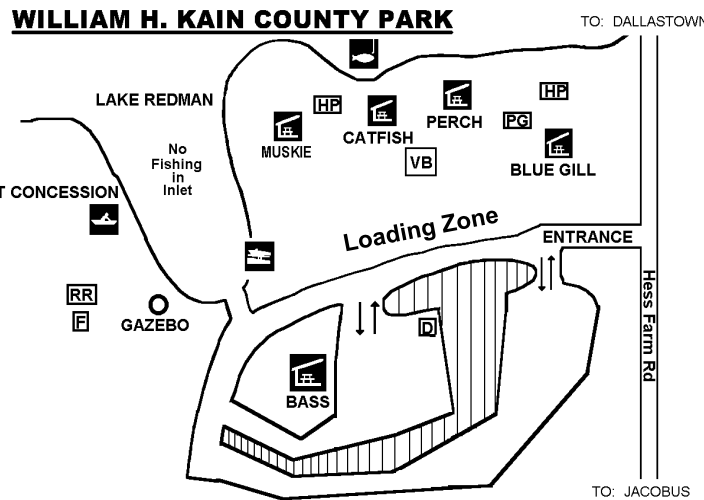 WILLIAM H. KAIN COUNTY PARK
TO: DALLASTOWN
LAKE REDMAN
HP
HP
PERCH
PG
CATFISH
MUSKIE
No
Fishing
in
Inlet
VB
BLUE GILL
T CONCESSION
Loading Zone
ENTRANCE
Hess Farm Rd
RR
F
GAZEBO
D
BASS
TO: JACOBUS